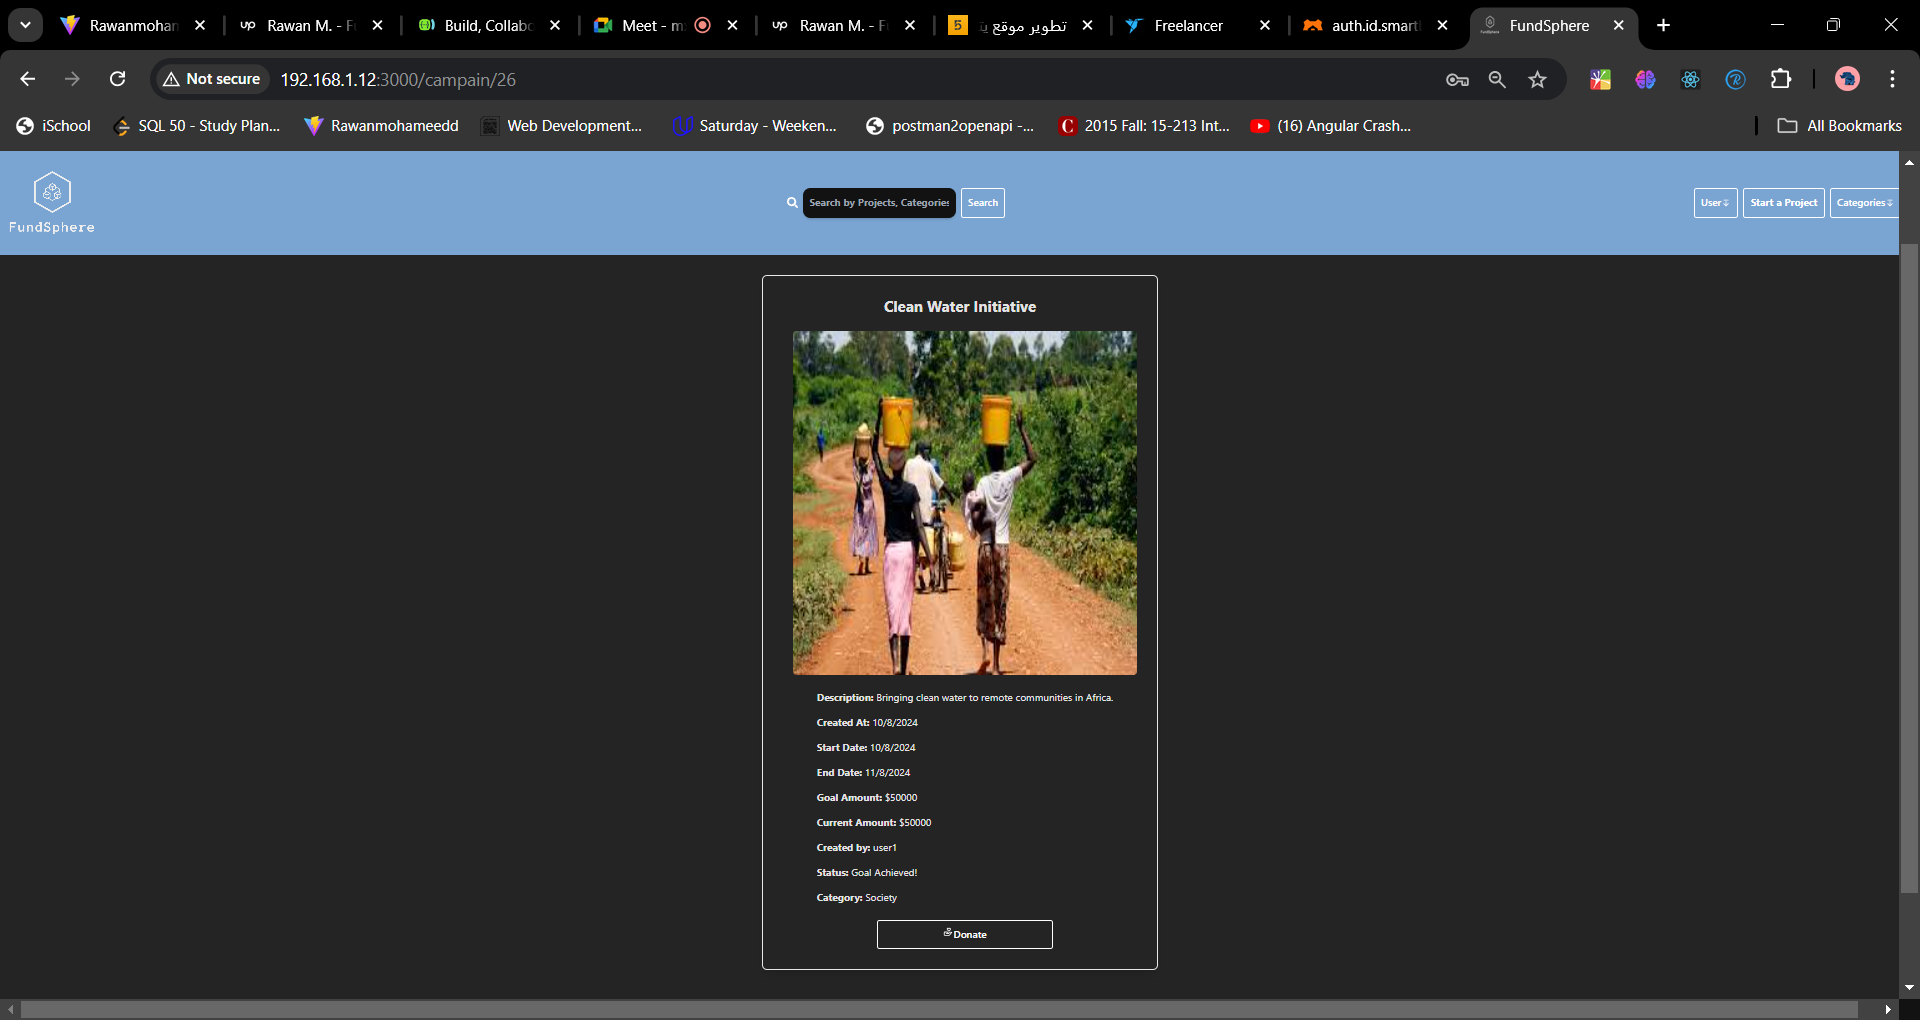 Rawanmohan
Rawan M. - F
Build, Collabo
Meet - m
Rawan M. - F
5
تطوير موقع
Freelancer
auth.id.smart
FundSphere
Not secure
192.168.1.12:3000/campain/26
iSchool
SQL 50 - Study Plan...
Rawanmohameedd
Web Development...
Saturday - Weeken...
postman2openapi -...
C
2015 Fall: 15-213 Int...
(16) Angular Crash...
All Bookmarks
FundSphere
Search by Projects, Categories
Search
User
Start a Project
Categories
Clean Water Initiative
Description: Bringing clean water to remote communities in Africa.
Created At: 10/8/2024
Start Date: 10/8/2024
End Date: 11/8/2024
Goal Amount: $50000
Current Amount: $50000
Created by: user1
Status: Goal Achieved!
Category: Society
Donate